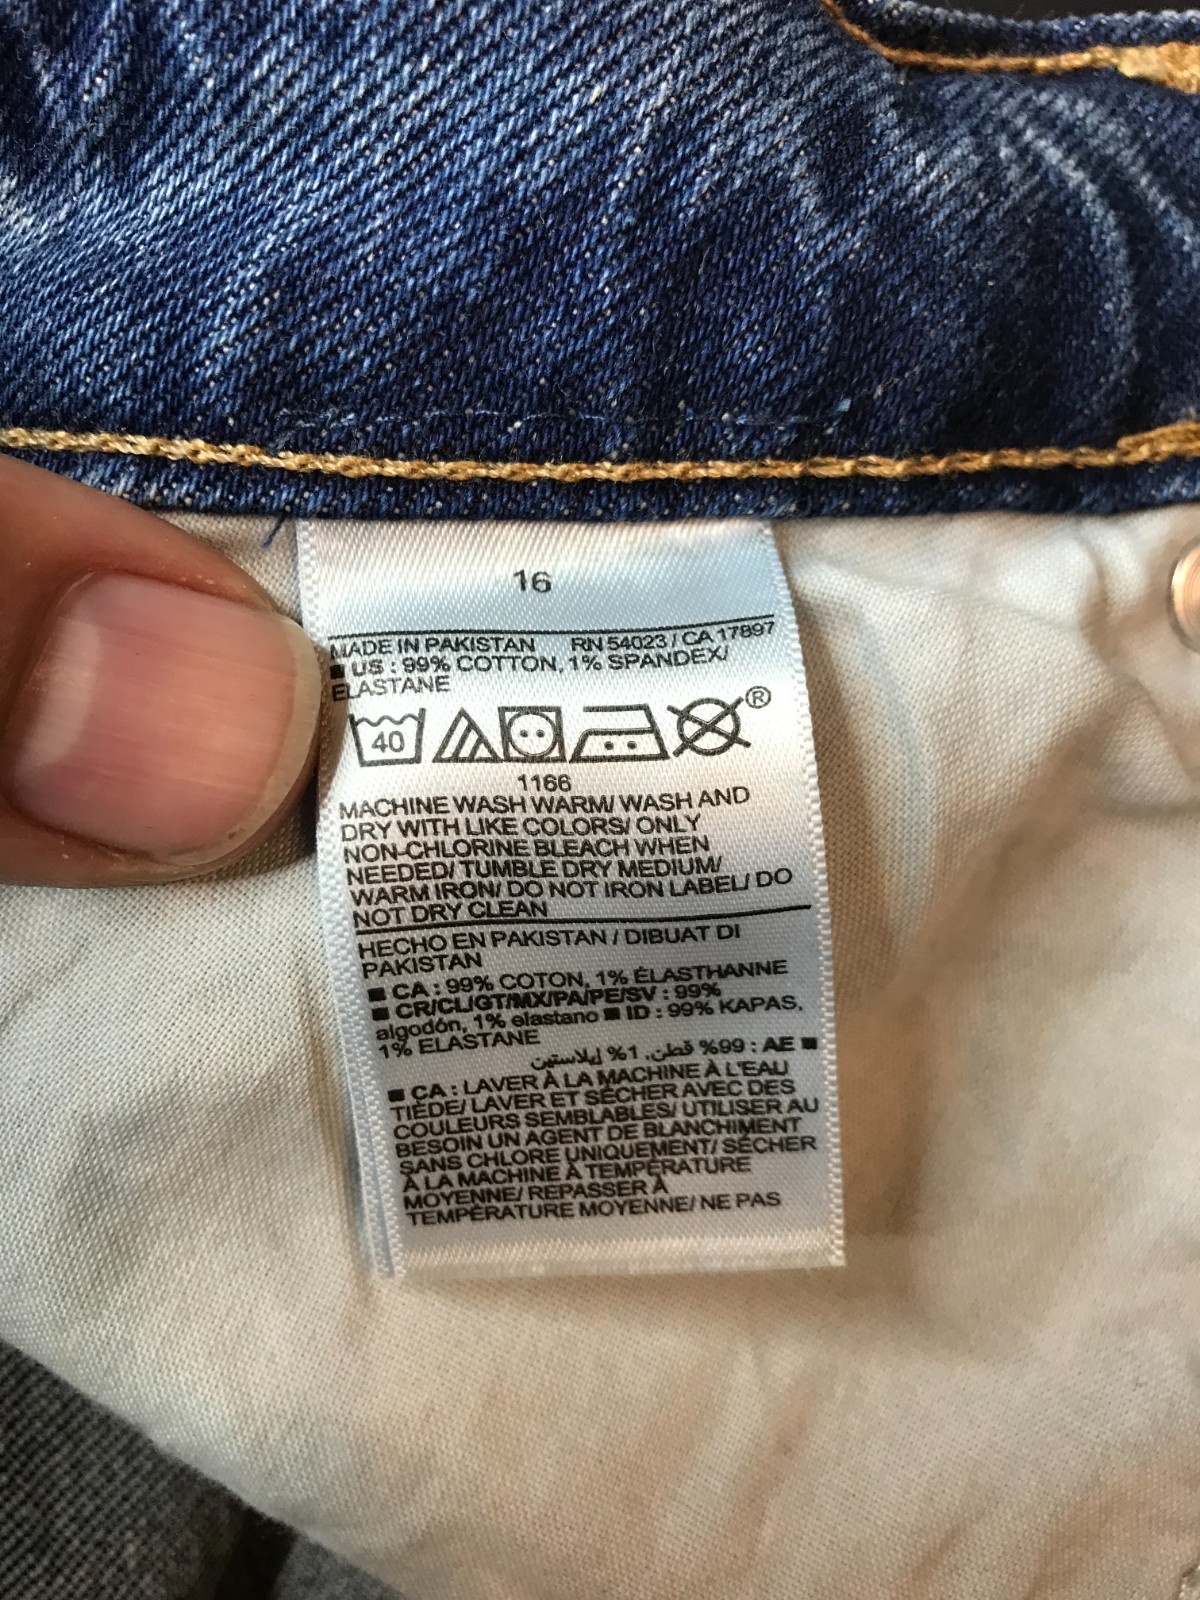 16
MADE IN PAKISTAN RN 54023 / CA 17897
■ US : 99% COTTON, 1% SPANDEX/
ELASTANE
40 ®
1166
MACHINE WASH WARM/ WASH AND
DRY WITH LIKE COLORS/ ONLY
NON-CHLORINE BLEACH WHEN
NEEDED/ TUMBLE DRY MEDIUM/
WARM IRON/ DO NOT IRON LABEL/ DO
NOT DRY CLEAN
HECHO EN PAKISTAN / DIBUAT DI
PAKISTAN
■ CA : 99% COTON, 1% ÉLASTHANNE
■ CR/CL/GT/MX/PA/PE/SV : 99%
algodón, 1% elastano ■ ID : 99% KAPAS,
1% ELASTANE
■ AE : 99% قطن, 1% إيلاستين
■ CA : LAVER À LA MACHINE À L'EAU
TIÈDE/ LAVER ET SÉCHER AVEC DES
COULEURS SEMBLABLES/ UTILISER AU
BESOIN UN AGENT DE BLANCHIMENT
SANS CHLORE UNIQUEMENT/ SÉCHER
À LA MACHINE À TEMPÉRATURE
MOYENNE/ REPASSER À
TEMPÉRATURE MOYENNE/ NE PAS